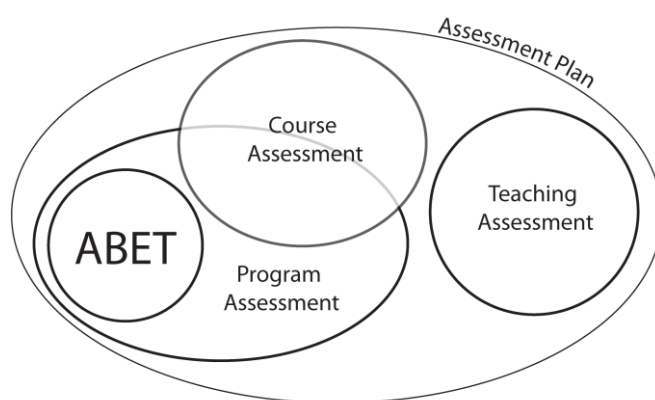 Assessment Plan
Course
Assessment
Teaching
Assessment
ABET
Program
Assessment